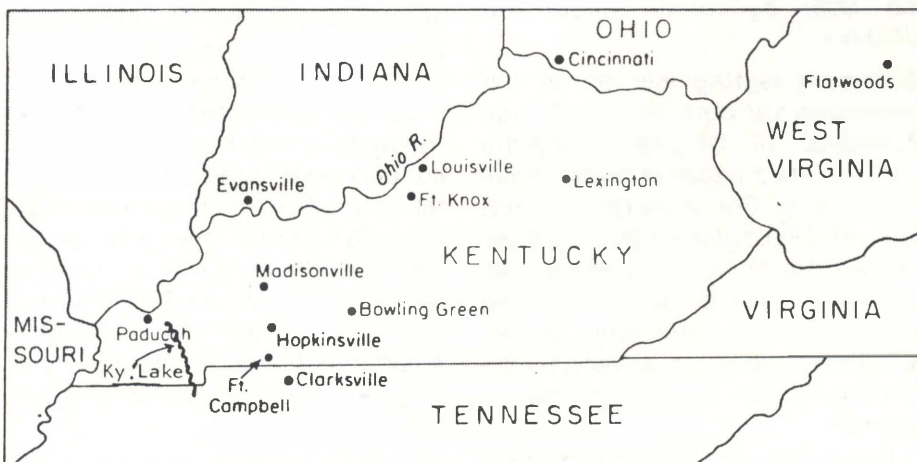 OHIO
ILLINOIS
INDIANA
Cincinnati
Flatwoods
WEST
VIRGINIA
Ohio R.
Louisville
Evansville
Ft. Knox
Lexington
KENTUCKY
Madisonville
Bowling Green
VIRGINIA
MIS-
SOURI
Paducah
Hopkinsville
Ky. Lake
Ft.
Campbell
Clarksville
TENNESSEE